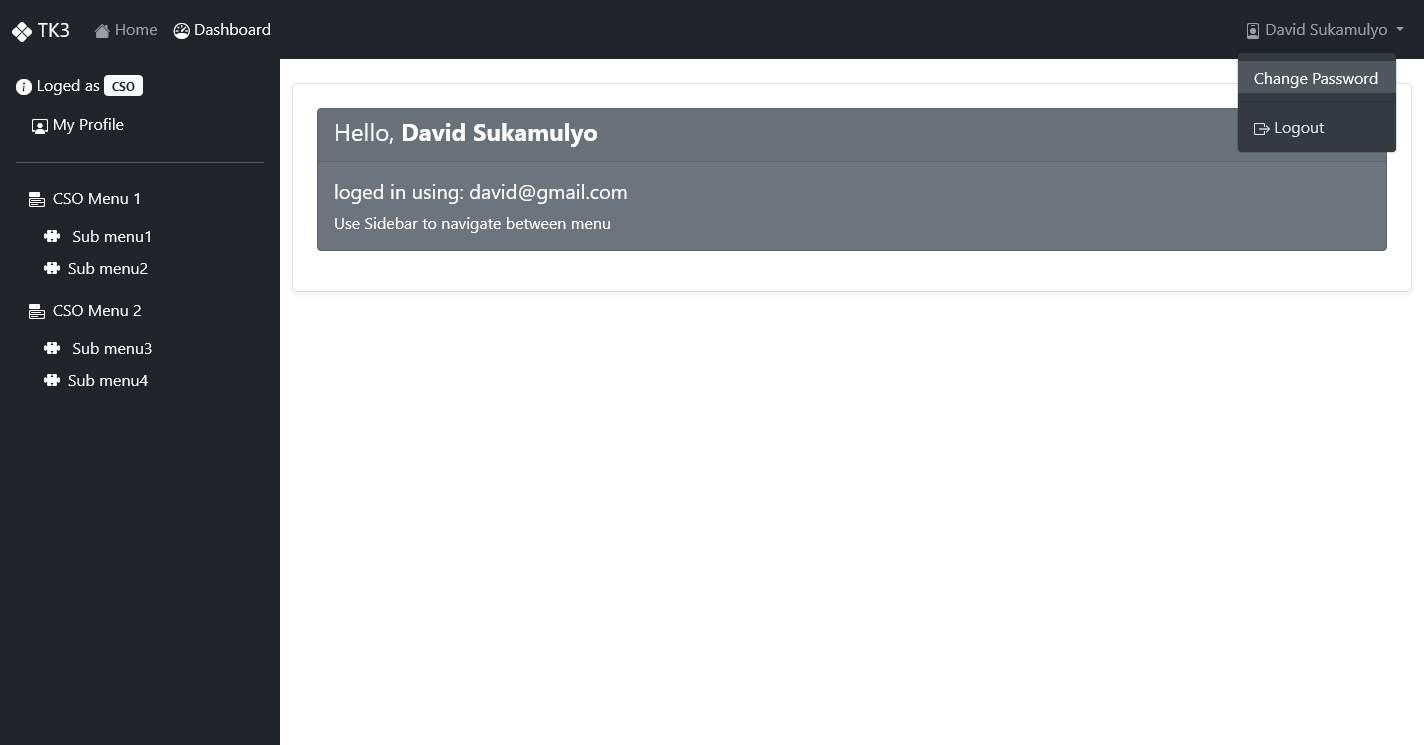 TK3 Home Dashboard David Sukamulyo
Change Password
Logout
Loged as CSO
My Profile
CSO Menu 1
Sub menu1
Sub menu2
CSO Menu 2
Sub menu3
Sub menu4
Hello, David Sukamulyo
loged in using: david@gmail.com
Use Sidebar to navigate between menu